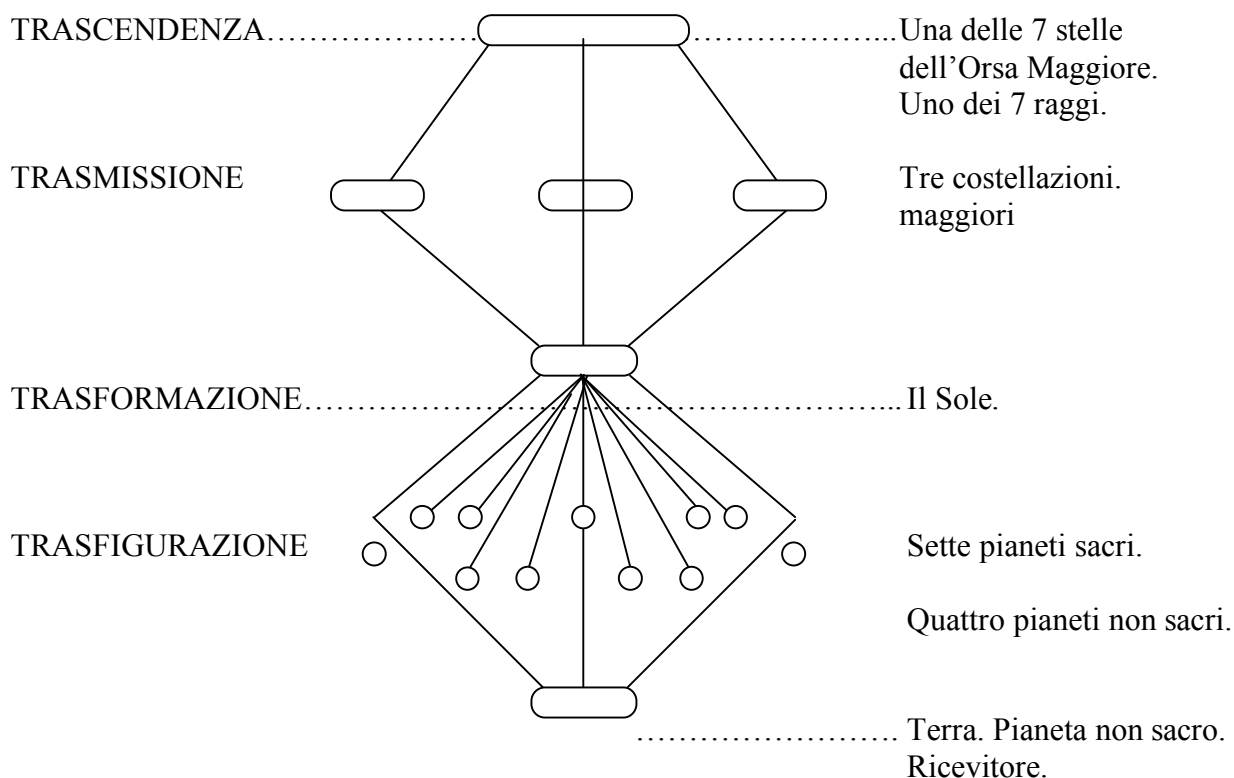 TRASCENDENZA…………………. ………………... Una delle 7 stelle
dell’Orsa Maggiore.
Uno dei 7 raggi.
TRASMISSIONE Tre costellazioni.
maggiori
TRASFORMAZIONE…………………………………………………... Il Sole.
TRASFIGURAZIONE Sette pianeti sacri.
Quattro pianeti non sacri.
……………………. Terra. Pianeta non sacro.
Ricevitore.